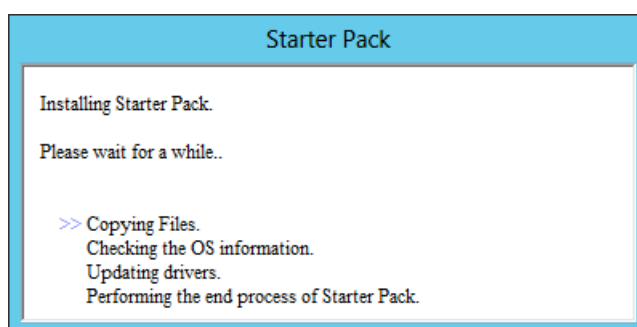 Starter Pack
Installing Starter Pack.
Please wait for a while..
>> Copying Files.
Checking the OS information.
Updating drivers.
Performing the end process of Starter Pack.